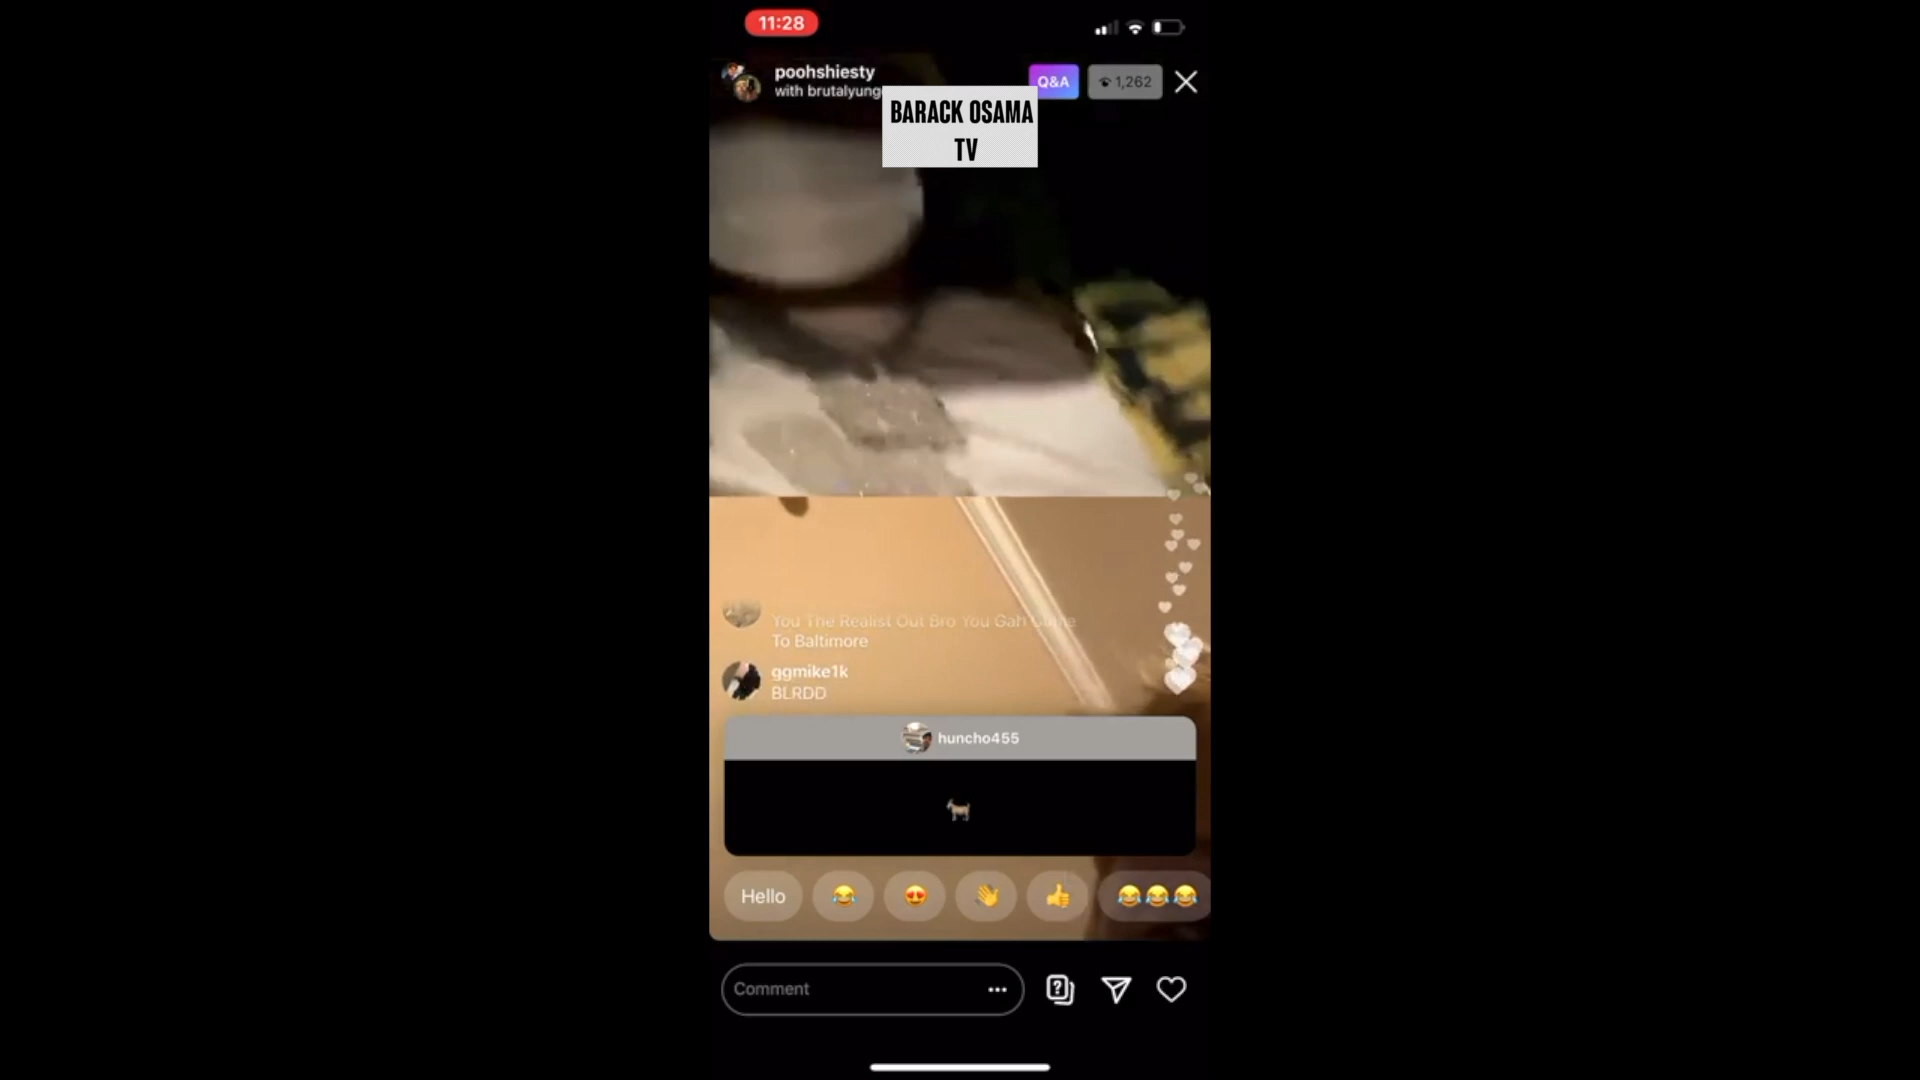 11:28
poohshiesty
with brutalyung
Q&A
1,262
BARACK OSAMA
TV
You The Realist Out Bro You Gah
To Baltimore
ggmike1k
BLRDD
huncho455
Hello
Comment